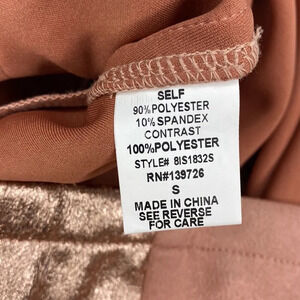 SELF
90%POLYESTER
10%SPANDEX
CONTRAST
100%POLYESTER
STYLE# 8IS1832S
RN#139726
S
MADE IN CHINA
SEE REVERSE
FOR CARE